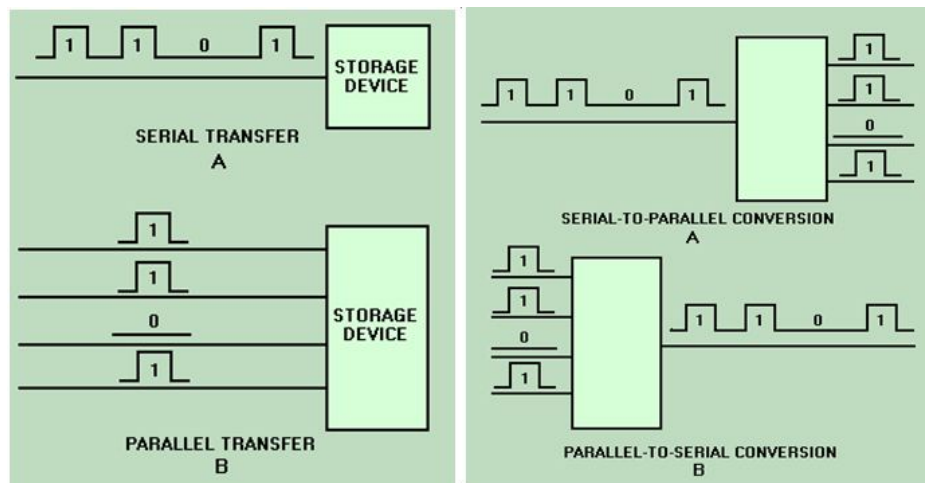 1 1 0 1
STORAGE
DEVICE
SERIAL TRANSFER
A
1
1
0
1
STORAGE
DEVICE
PARALLEL TRANSFER
B
1 1 0 1
1
1
0
1
SERIAL-TO-PARALLEL CONVERSION
A
1
1
0
1
1 1 0 1
PARALLEL-TO-SERIAL CONVERSION
B